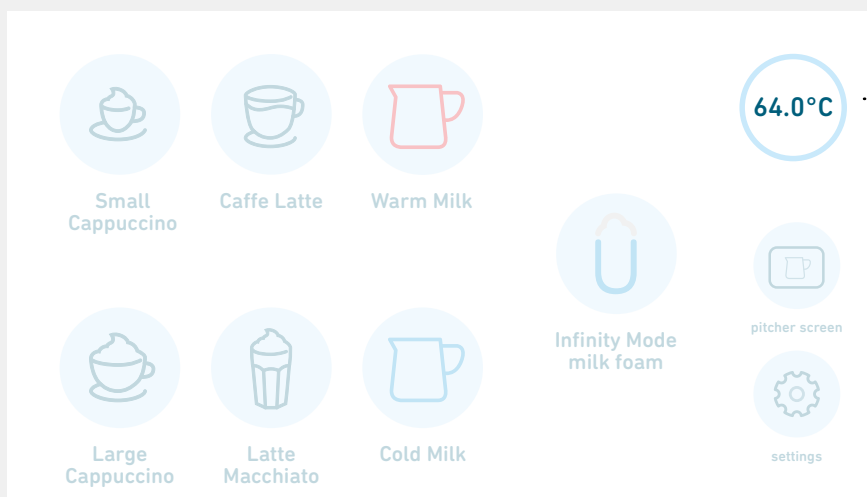 64.0°C
Small
Cappuccino
Caffe Latte
Warm Milk
Infinity Mode
milk foam
pitcher screen
Large
Cappuccino
Latte
Macchiato
Cold Milk
settings